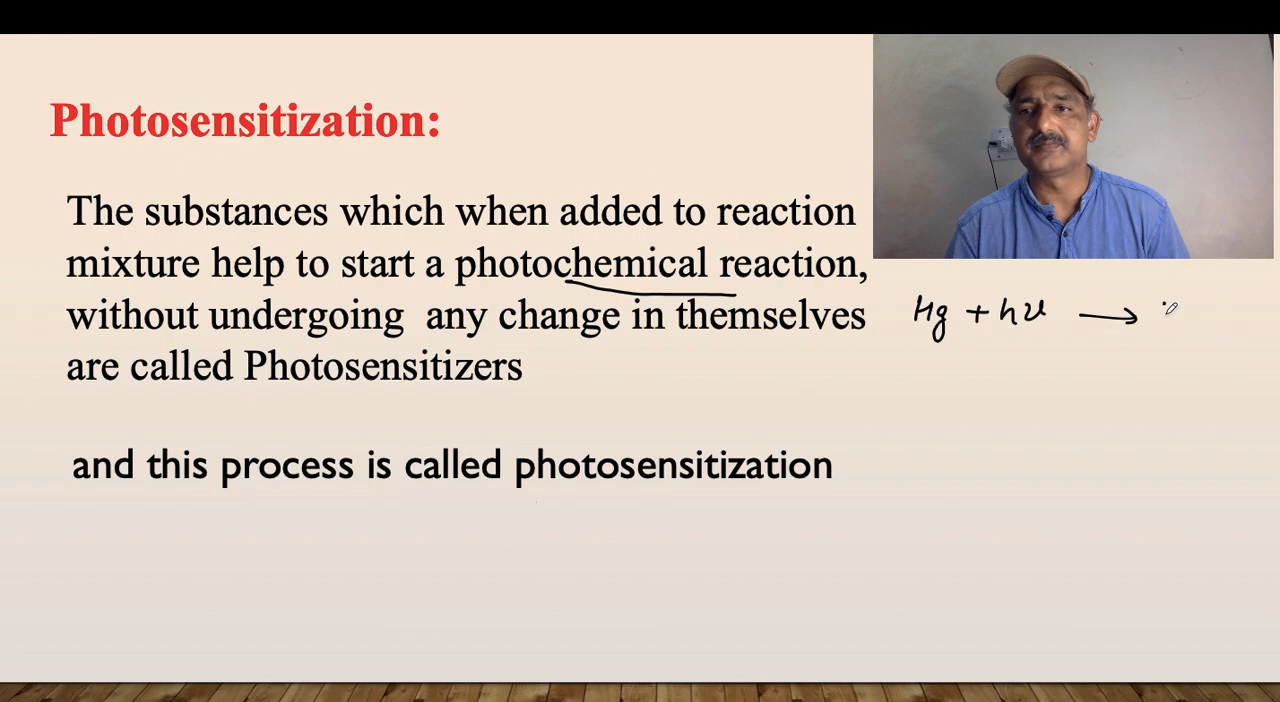 Photosensitization:
The substances which when added to reaction
mixture help to start a photochemical reaction,
without undergoing any change in themselves
are called Photosensitizers
Hg + hν →
and this process is called photosensitization